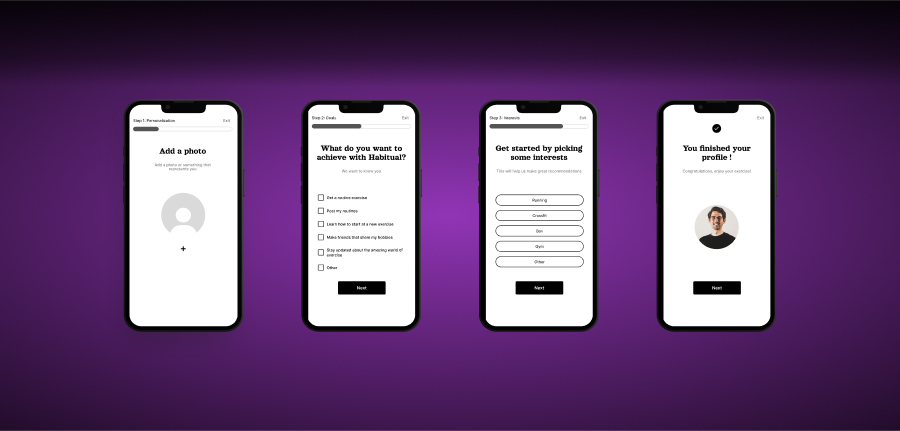 Step 1: Personalization
Exit
Add a photo
Add a photo or something that
represents you
+
Step 2: Goals
Exit
What do you want to
achieve with Habitual?
We want to know you
Get a routine exercise
Post my routines
Learn how to start at a new exercise
Make friends that share my hobbies
Stay updated about the amazing world of
exercise
Other
Next
Step 3: Interests
Exit
Get started by picking
some interests
This will help us make great recommendations
Running
Crossfit
Box
Gym
Other
Next
Exit
You finished your
profile !
Congratulations, enjoy your exercise!
Next